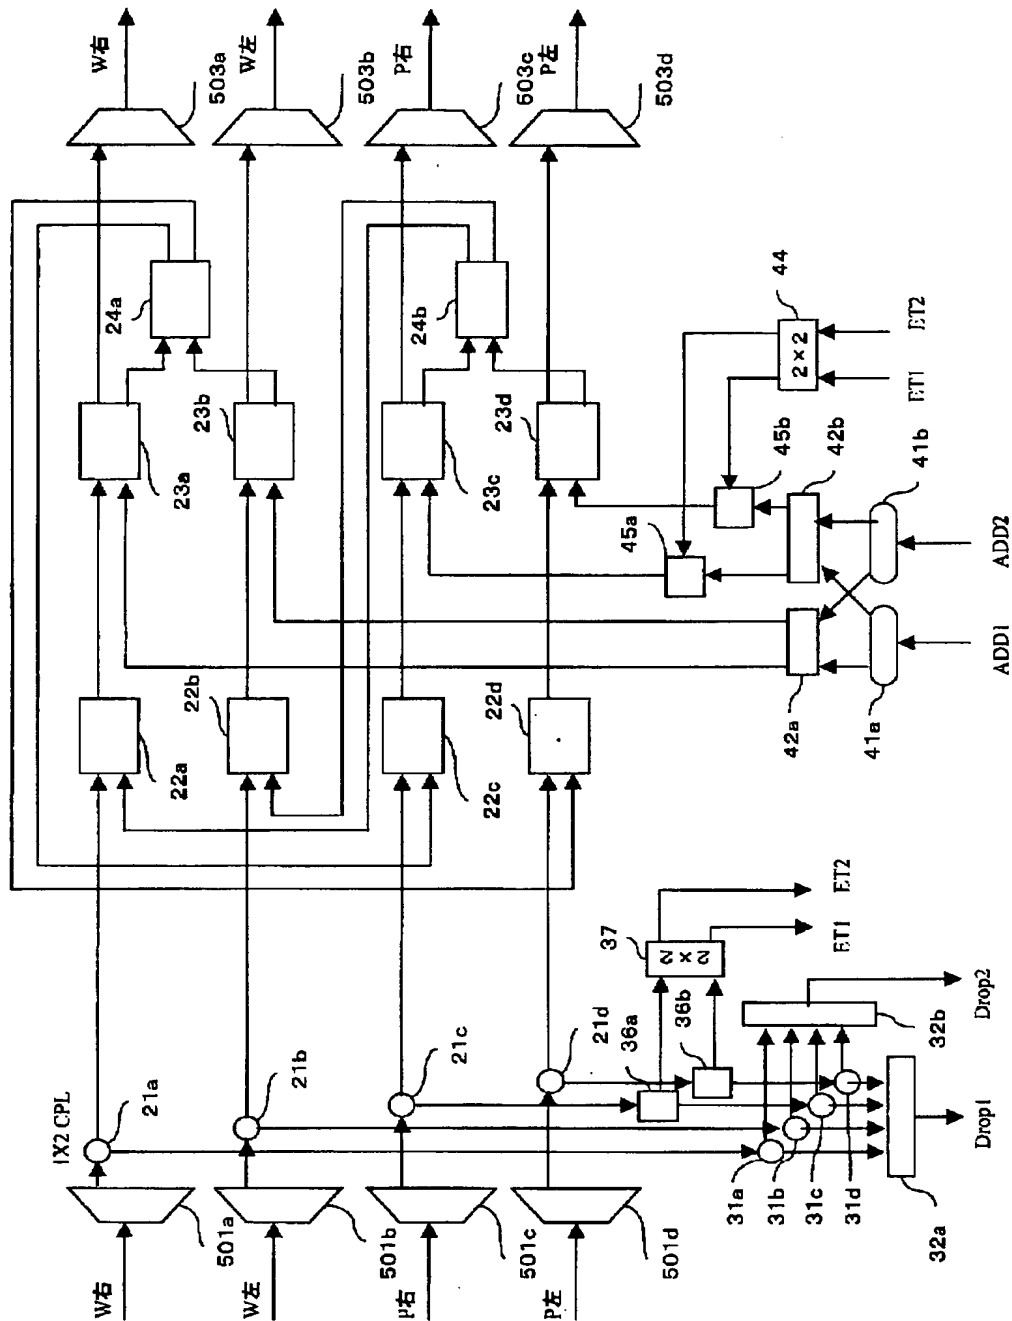 1X2 CPL
W右
501a
21a
22a
23a
24a
W右
503a
W左
501b
21b
22b
23b
W左
503b
P右
501c
21c
22c
23c
24b
P右
603c
P左
501d
21d
22d
23d
P左
503d
36a
36b
37
2×2
ET1
ET2
45a
45b
44
2×2
ET1
ET2
31a
31b
31c
31d
32a
32b
Drop1
Drop2
42a
42b
41a
41b
ADD1
ADD2